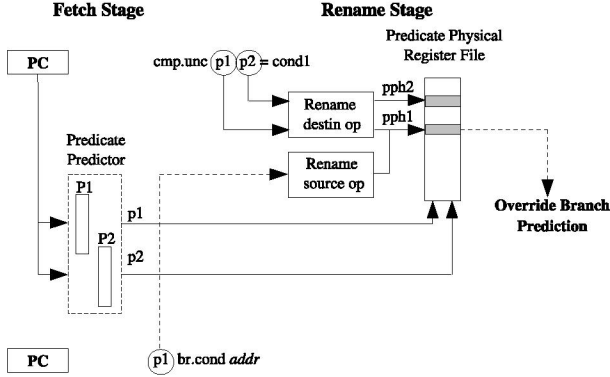 Fetch Stage
Rename Stage
PC
cmp.unc p1 p2 = cond1
Predicate Physical
Register File
pph2
Rename
destin op
pph1
Predicate
Predictor
Rename
source op
P1
p1
Override Branch
Prediction
P2
p2
PC
p1 br.cond addr